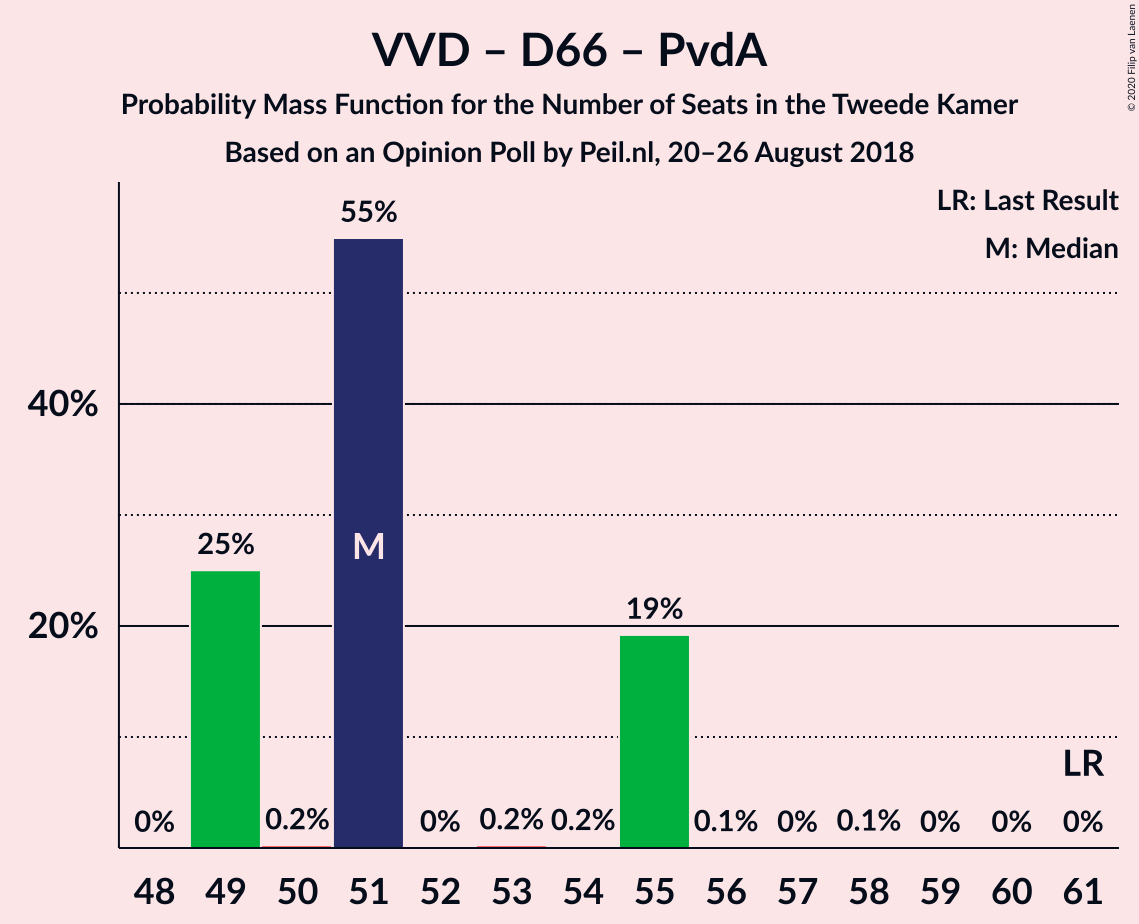 VVD – D66 – PvdA
Probability Mass Function for the Number of Seats in the Tweede Kamer
Based on an Opinion Poll by Peil.nl, 20–26 August 2018
© 2020 Filip van Laenen
LR: Last Result
M: Median
55%
40%
M
25%
20%
19%
LR
0% 0.2% 0% 0.2% 0.2% 0.1% 0% 0.1% 0% 0% 0%
48 49 50 51 52 53 54 55 56 57 58 59 60 61